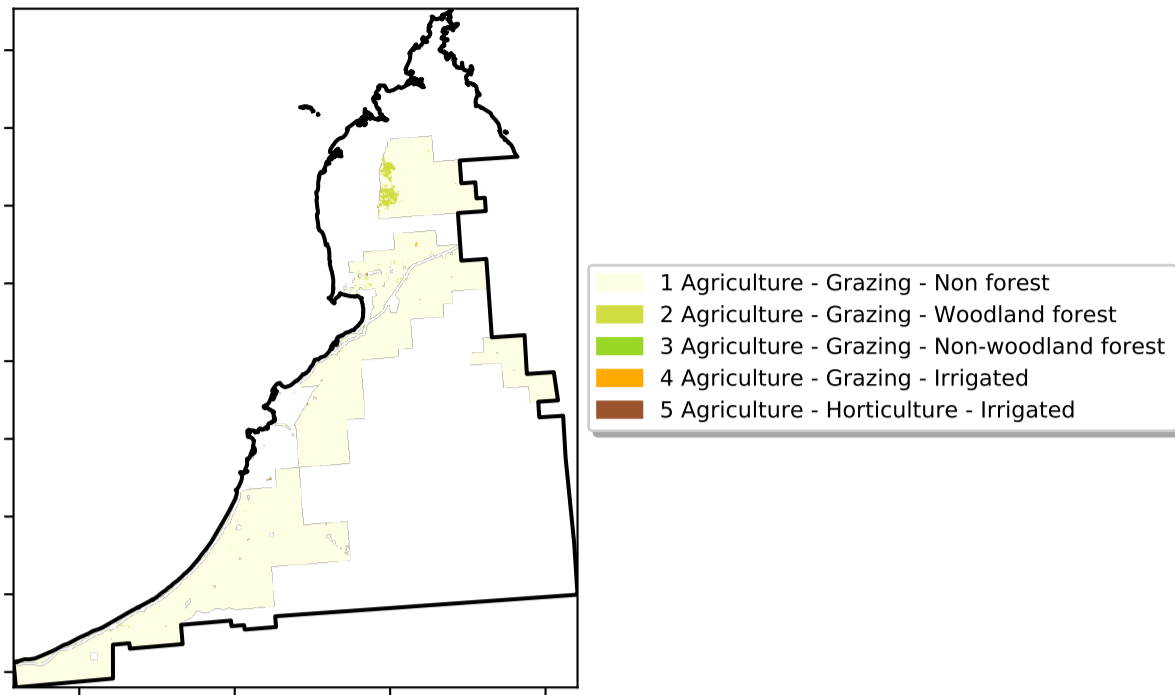 1 Agriculture - Grazing - Non forest
2 Agriculture - Grazing - Woodland forest
3 Agriculture - Grazing - Non-woodland forest
4 Agriculture - Grazing - Irrigated
5 Agriculture - Horticulture - Irrigated